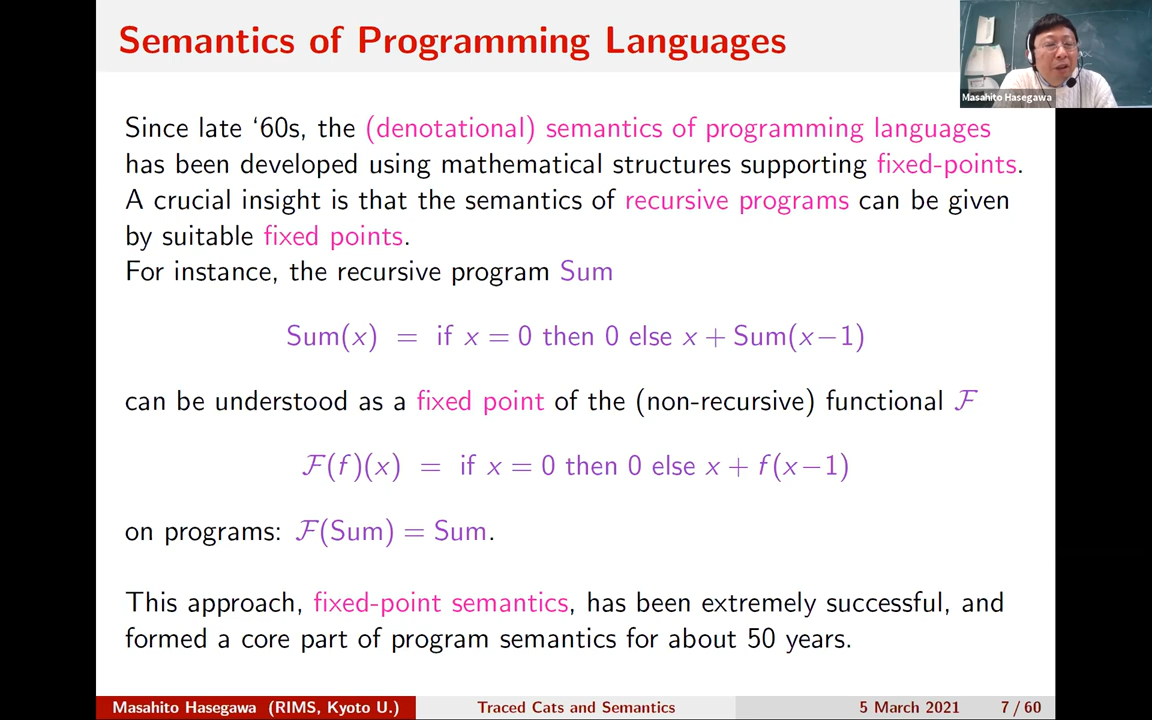 Semantics of Programming Languages
Masahito Hasegawa
Since late ‘60s, the (denotational) semantics of programming languages
has been developed using mathematical structures supporting fixed-points.
A crucial insight is that the semantics of recursive programs can be given
by suitable fixed points.
For instance, the recursive program Sum
Sum(x) = if x = 0 then 0 else x + Sum(x−1)
can be understood as a fixed point of the (non-recursive) functional ℱ
ℱ(f)(x) = if x = 0 then 0 else x + f(x−1)
on programs: ℱ(Sum) = Sum.
This approach, fixed-point semantics, has been extremely successful, and
formed a core part of program semantics for about 50 years.
Masahito Hasegawa (RIMS, Kyoto U.) Traced Cats and Semantics 5 March 2021 7 / 60